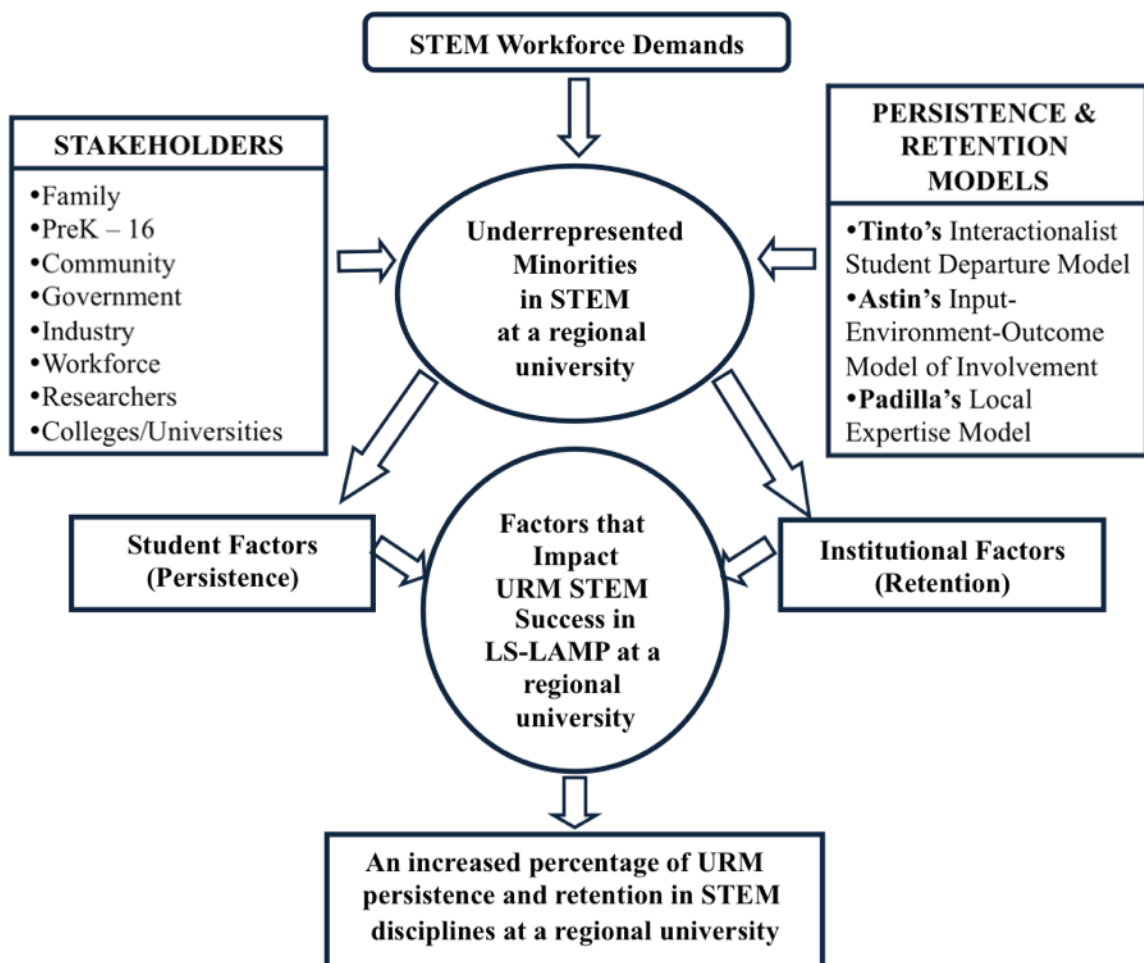 STEM Workforce Demands
STAKEHOLDERS
•Family
•PreK – 16
•Community
•Government
•Industry
•Workforce
•Researchers
•Colleges/Universities
Underrepresented
Minorities
in STEM
at a regional
university
PERSISTENCE &
RETENTION
MODELS
•Tinto's Interactionalist
Student Departure Model
•Astin's Input-
Environment-Outcome
Model of Involvement
•Padilla's Local
Expertise Model
Student Factors
(Persistence)
Factors that
Impact
URM STEM
Success in
LS-LAMP at a
regional
university
Institutional Factors
(Retention)
An increased percentage of URM
persistence and retention in STEM
disciplines at a regional university